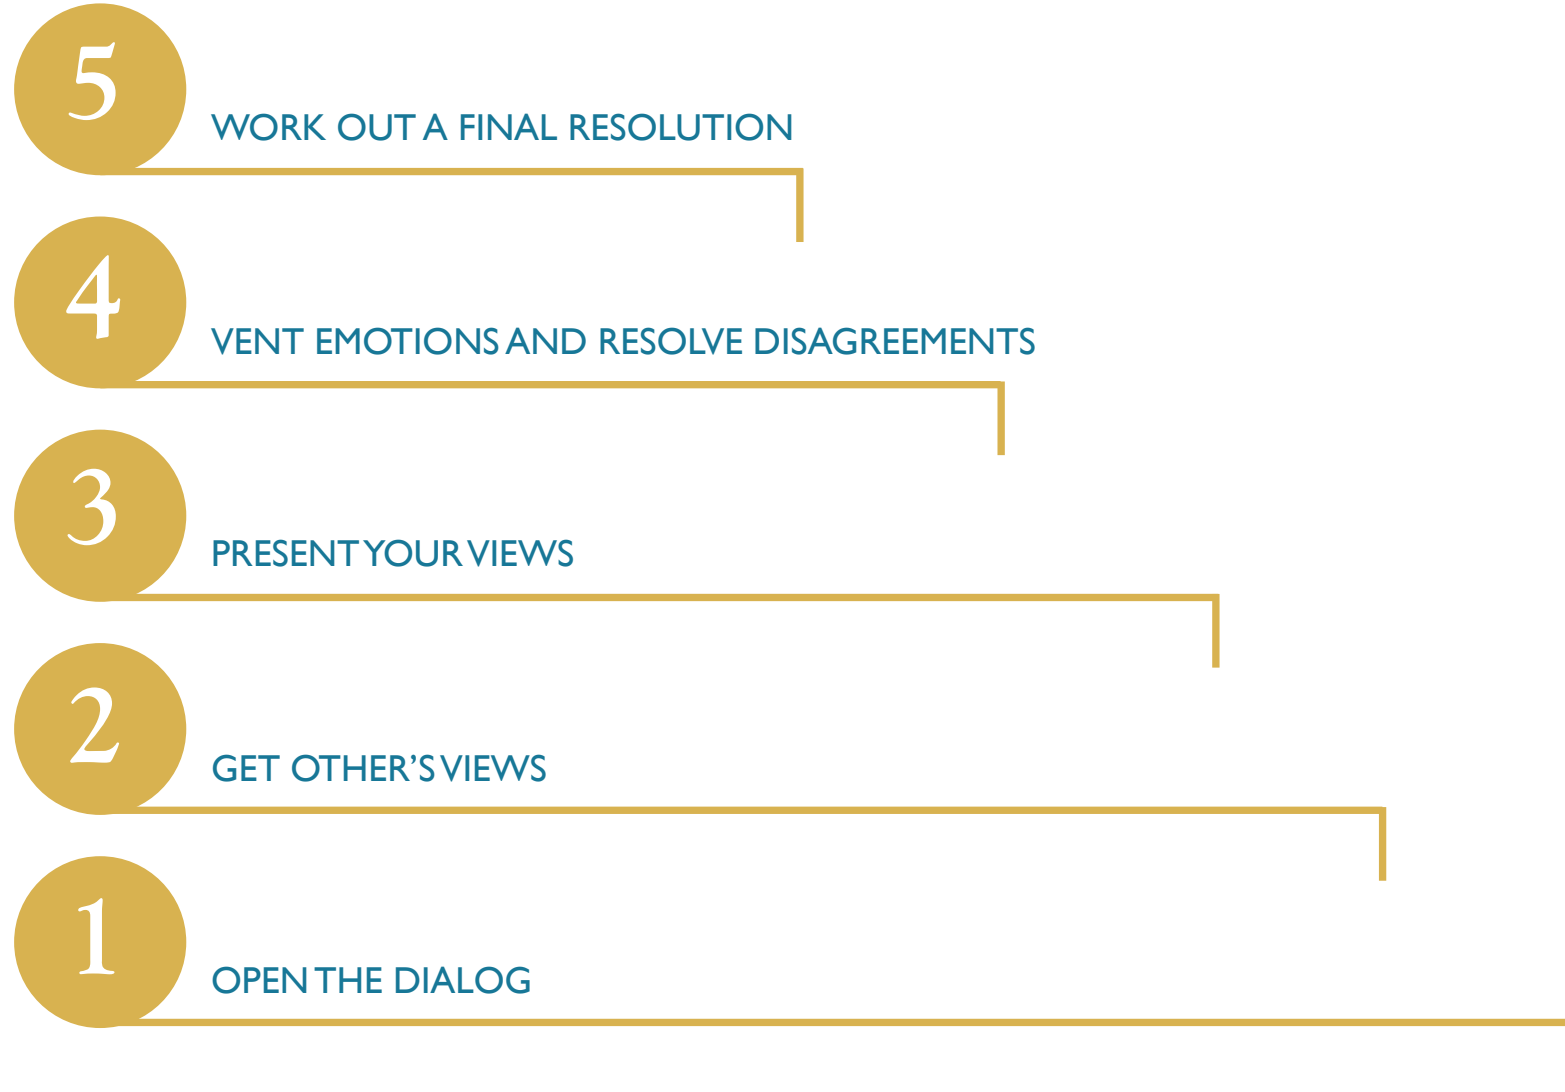 5
WORK OUT A FINAL RESOLUTION
4
VENT EMOTIONS AND RESOLVE DISAGREEMENTS
3
PRESENT YOUR VIEWS
2
GET OTHER’S VIEWS
1
OPEN THE DIALOG